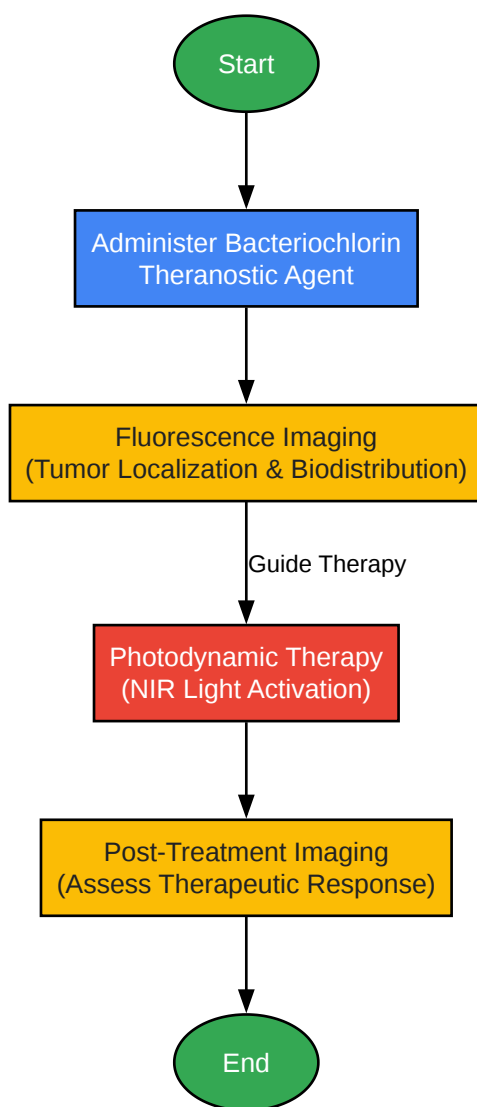 Start
Administer Bacteriochlorin
Theranostic Agent
Fluorescence Imaging
(Tumor Localization & Biodistribution)
Guide Therapy
Photodynamic Therapy
(NIR Light Activation)
Post-Treatment Imaging
(Assess Therapeutic Response)
End